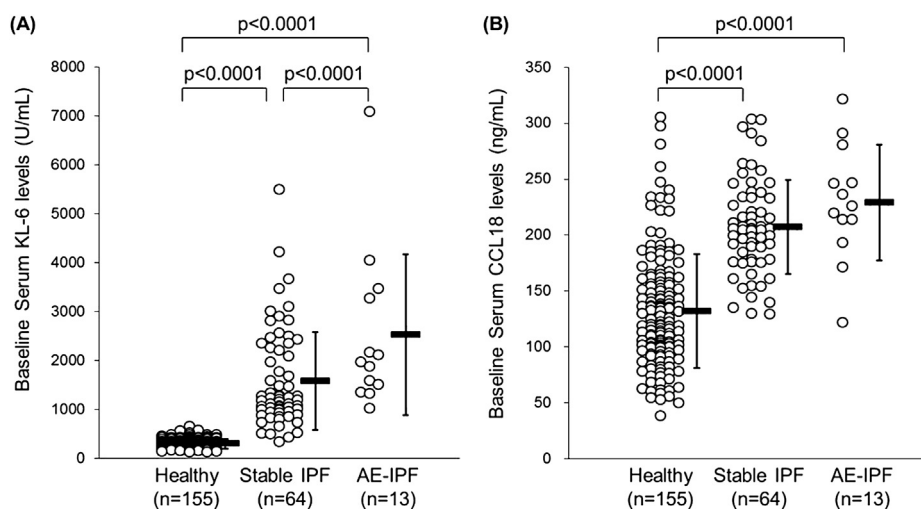 (A)
p<0.0001
p<0.0001
p<0.0001
Baseline Serum KL-6 levels (U/mL)
8000
7000
6000
5000
4000
3000
2000
1000
0
Healthy
(n=155)
Stable IPF
(n=64)
AE-IPF
(n=13)
(B)
p<0.0001
p<0.0001
Baseline Serum CCL18 levels (ng/mL)
350
300
250
200
150
100
50
0
Healthy
(n=155)
Stable IPF
(n=64)
AE-IPF
(n=13)